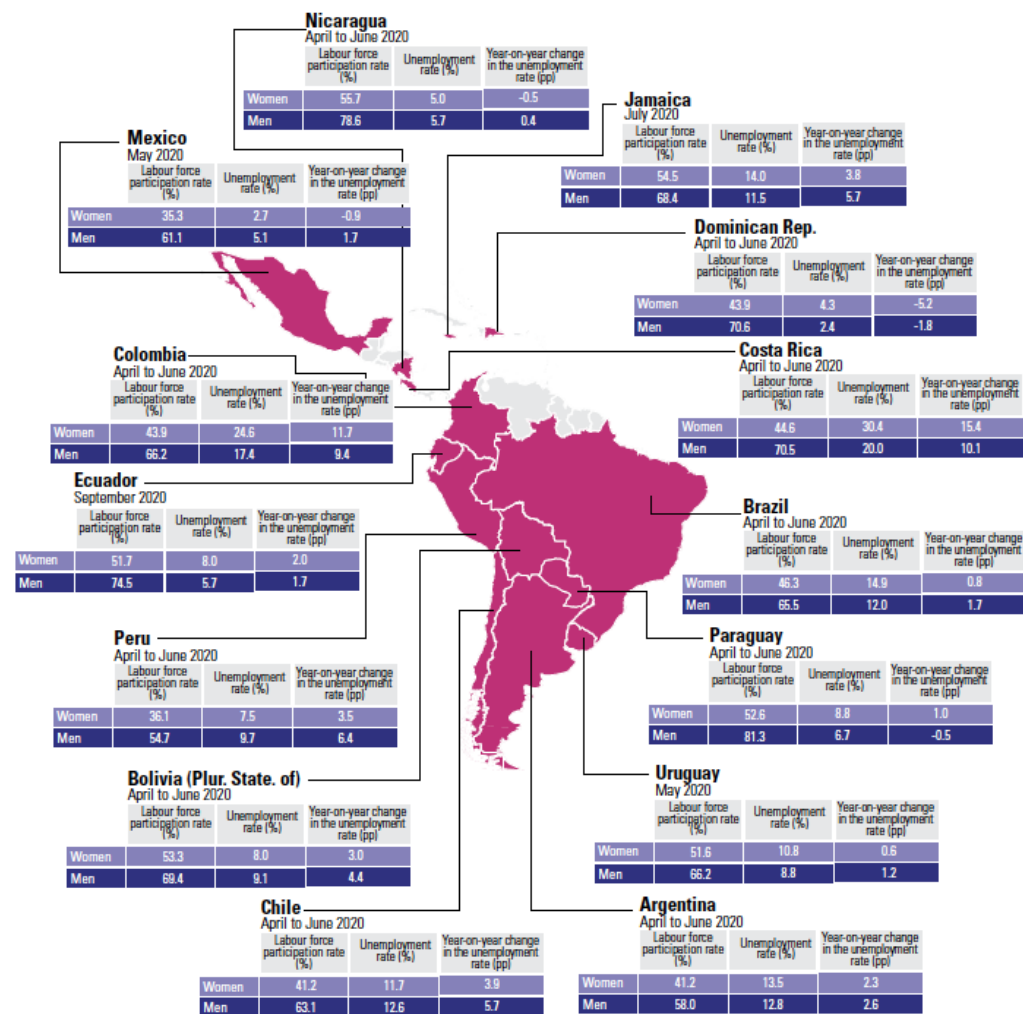 Nicaragua
April to June 2020
Labour force participation rate (%) Unemployment rate (%) Year-on-year change in the unemployment rate (pp)
Women 55.7 5.0 -0.5
Men 78.6 5.7 0.4
Jamaica
July 2020
Labour force participation rate (%) Unemployment rate (%) Year-on-year change in the unemployment rate (pp)
Women 54.5 14.0 3.8
Men 68.4 11.5 5.7
Mexico
May 2020
Labour force participation rate (%) Unemployment rate (%) Year-on-year change in the unemployment rate (pp)
Women 35.3 2.7 -0.9
Men 61.1 5.1 1.7
Dominican Rep.
April to June 2020
Labour force participation rate (%) Unemployment rate (%) Year-on-year change in the unemployment rate (pp)
Women 43.9 4.3 -5.2
Men 70.6 2.4 -1.8
Colombia
April to June 2020
Labour force participation rate (%) Unemployment rate (%) Year-on-year change in the unemployment rate (pp)
Women 43.9 24.6 11.7
Men 66.2 17.4 9.4
Costa Rica
April to June 2020
Labour force participation rate (%) Unemployment rate (%) Year-on-year change in the unemployment rate (pp)
Women 44.6 30.4 15.4
Men 70.5 20.0 10.1
Ecuador
September 2020
Labour force participation rate (%) Unemployment rate (%) Year-on-year change in the unemployment rate (pp)
Women 51.7 8.0 2.0
Men 74.5 5.7 1.7
Brazil
April to June 2020
Labour force participation rate (%) Unemployment rate (%) Year-on-year change in the unemployment rate (pp)
Women 46.3 14.9 0.8
Men 65.5 12.0 1.7
Peru
April to June 2020
Labour force participation rate (%) Unemployment rate (%) Year-on-year change in the unemployment rate (pp)
Women 36.1 7.5 3.5
Men 54.7 9.7 6.4
Paraguay
April to June 2020
Labour force participation rate (%) Unemployment rate (%) Year-on-year change in the unemployment rate (pp)
Women 52.6 8.8 1.0
Men 81.3 6.7 -0.5
Bolivia (Plur. State. of)
April to June 2020
Labour force participation rate (%) Unemployment rate (%) Year-on-year change in the unemployment rate (pp)
Women 53.3 8.0 3.0
Men 69.4 9.1 4.4
Uruguay
May 2020
Labour force participation rate (%) Unemployment rate (%) Year-on-year change in the unemployment rate (pp)
Women 51.6 10.8 0.6
Men 66.2 8.8 1.2
Chile
April to June 2020
Labour force participation rate (%) Unemployment rate (%) Year-on-year change in the unemployment rate (pp)
Women 41.2 11.7 3.9
Men 63.1 12.6 5.7
Argentina
April to June 2020
Labour force participation rate (%) Unemployment rate (%) Year-on-year change in the unemployment rate (pp)
Women 41.2 13.5 2.3
Men 58.0 12.8 2.6